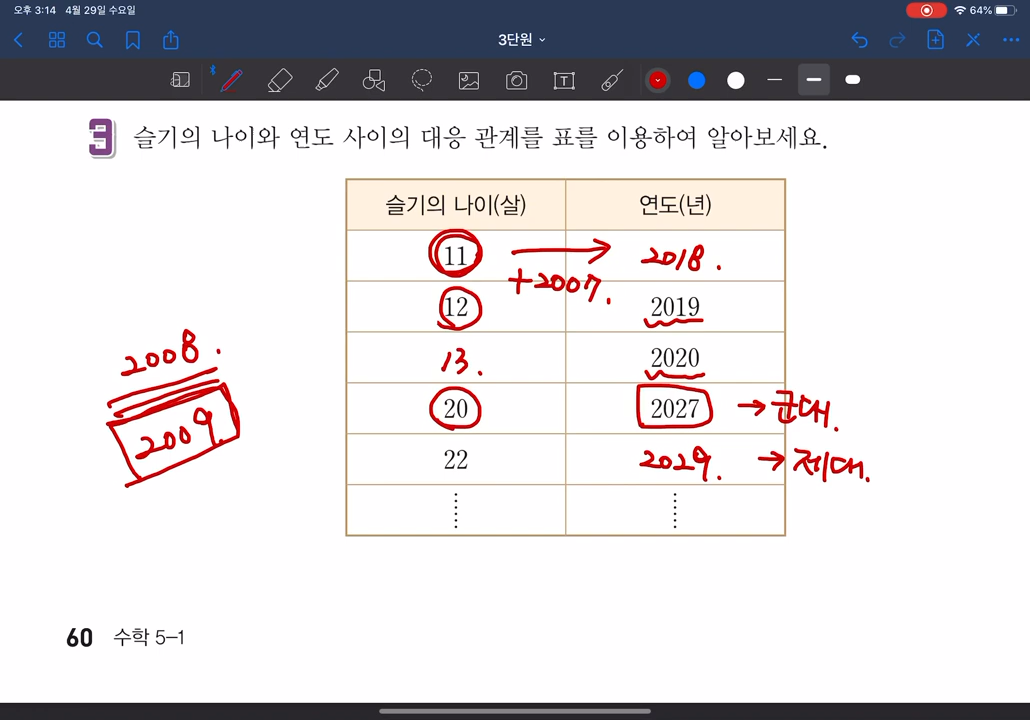 오후 3:14 4월 29일 수요일
64%
3단원
3 슬기의 나이와 연도 사이의 대응 관계를 표를 이용하여 알아보세요.
슬기의 나이(살) 연도(년)
11 → 2018.
+2007.
12 2019
2008.
13. 2020
20 2027 → 군대.
2009.
22 2029. → 제대.
60 수학 5-1